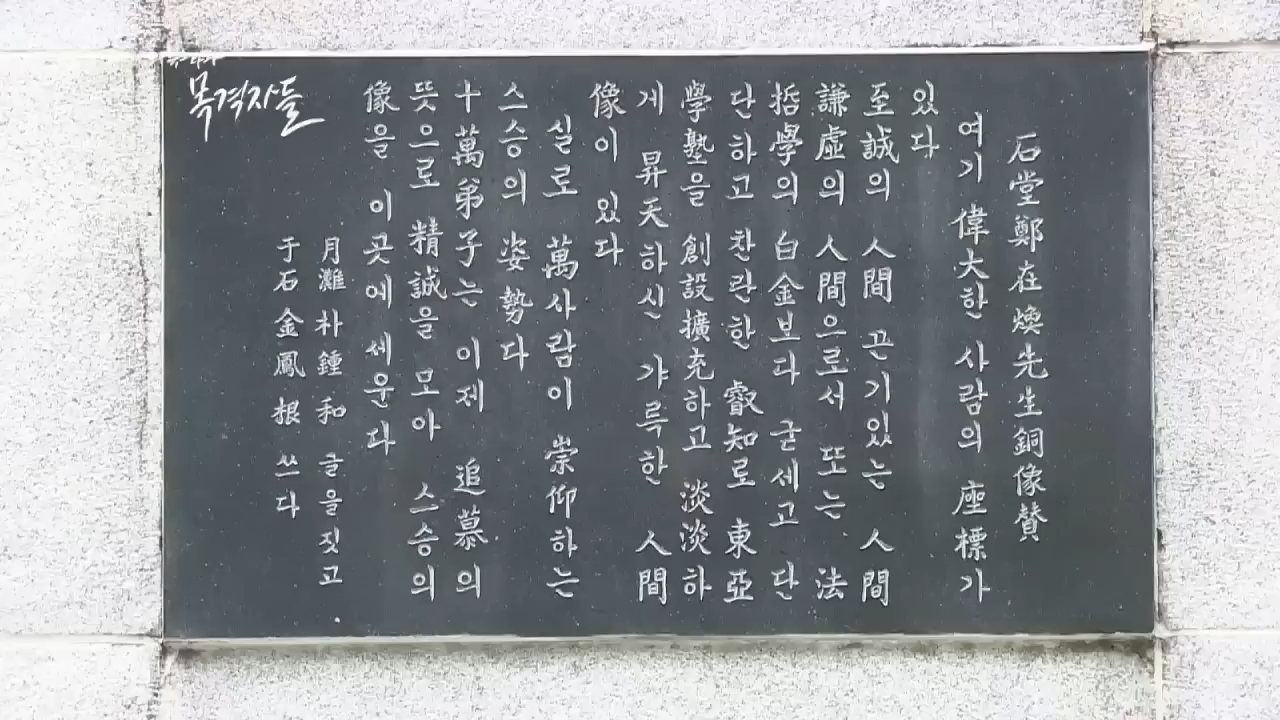 목격자들
石堂鄭在煥先生銅像贊
여기 偉大한 사람의 座標가
있다
至誠의 人間 끈기있는 人間
謙虛의 人間으로서 또는 法
哲學의 白金보다 굳세고 단
단하고 찬란한 叡知로 東亞
學塾을 創設擴充하고 淡淡하
게 昇天하신 갸륵한 人間
像이 있다
실로 萬사람이 崇仰하는
스승의 姿勢다
十萬弟子는 이제 追慕의
뜻으로 精誠을 모아 스승의
像을 이곳에 세운다
月灘 朴鍾和 글을 짓고
于石 金鳳根 쓰다